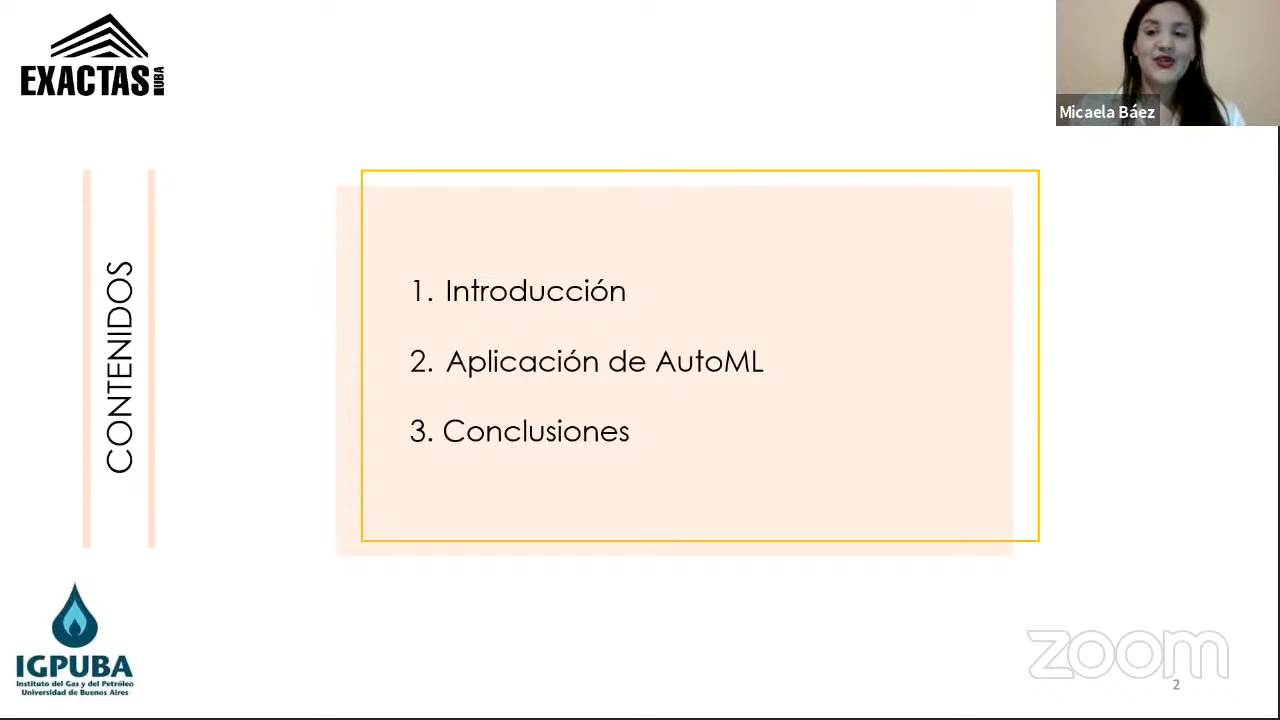 EXACTAS UBA
Micaela Báez
CONTENIDOS
1. Introducción
2. Aplicación de AutoML
3. Conclusiones
IGPUBA
Instituto del Gas y del Petróleo
Universidad de Buenos Aires
zoom
2